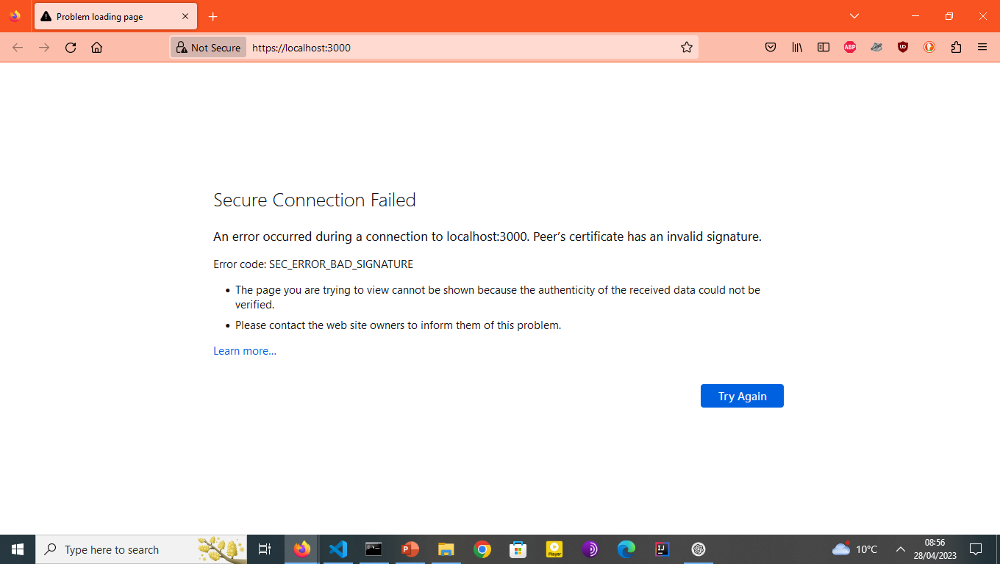 Problem loading page
Not Secure
https://localhost:3000
ABP
UD
Secure Connection Failed
An error occurred during a connection to localhost:3000. Peer’s certificate has an invalid signature.
Error code: SEC_ERROR_BAD_SIGNATURE
The page you are trying to view cannot be shown because the authenticity of the received data could not be
verified.
Please contact the web site owners to inform them of this problem.
Learn more…
Try Again
Type here to search
P
Player
IJ
10°C
08:56
28/04/2023